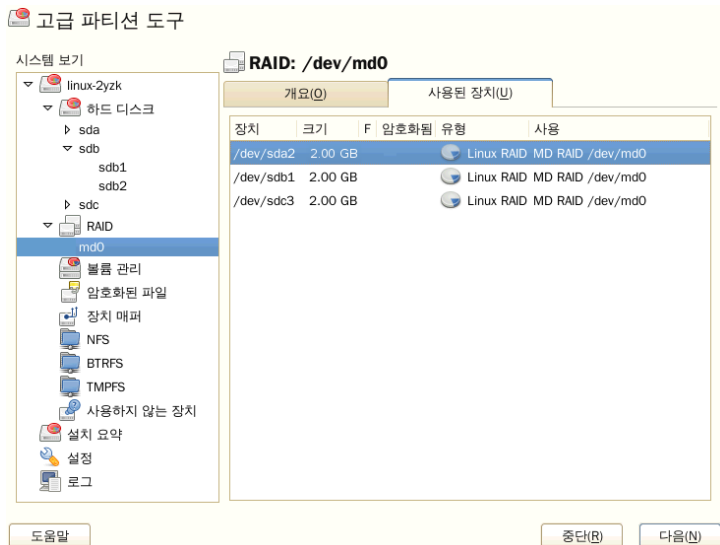 고급 파티션 도구
시스템 보기
linux-2yzk
하드 디스크
sda
sdb
sdb1
sdb2
sdc
RAID
md0
볼륨 관리
암호화된 파일
장치 매퍼
NFS
BTRFS
TMPFS
사용하지 않는 장치
설치 요약
설정
로그
RAID: /dev/md0
개요(O) 사용된 장치(U)
장치 크기 F 암호화됨 유형 사용
/dev/sda2 2.00 GB Linux RAID MD RAID /dev/md0
/dev/sdb1 2.00 GB Linux RAID MD RAID /dev/md0
/dev/sdc3 2.00 GB Linux RAID MD RAID /dev/md0
도움말 중단(R) 다음(N)